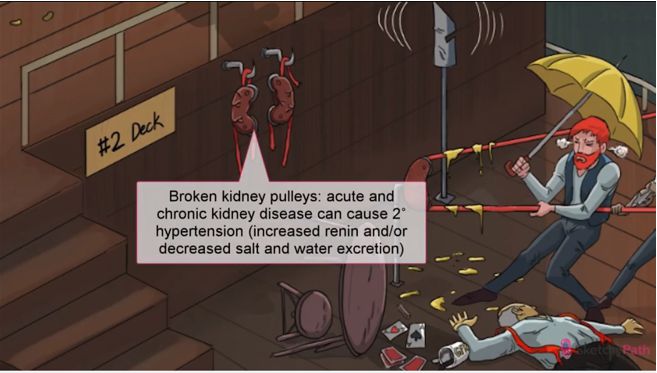 #2 Deck
Broken kidney pulleys: acute and
chronic kidney disease can cause 2°
hypertension (increased renin and/or
decreased salt and water excretion)
sketchyPath